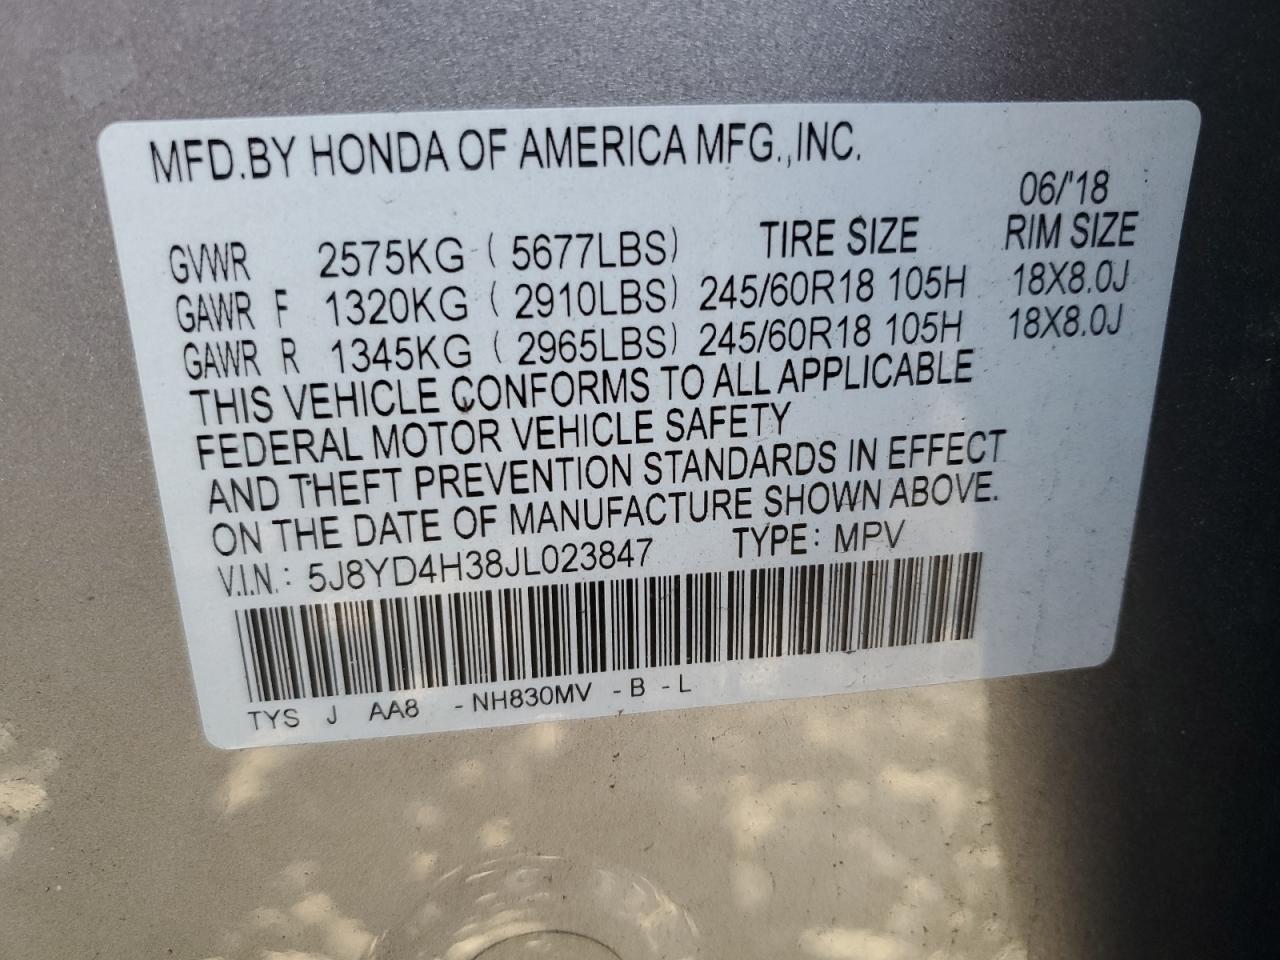 MFD.BY HONDA OF AMERICA MFG.,INC.
06/'18
GVWR 2575KG ( 5677LBS) TIRE SIZE RIM SIZE
GAWR F 1320KG ( 2910LBS) 245/60R18 105H 18X8.0J
GAWR R 1345KG ( 2965LBS) 245/60R18 105H 18X8.0J
THIS VEHICLE CONFORMS TO ALL APPLICABLE
FEDERAL MOTOR VEHICLE SAFETY
AND THEFT PREVENTION STANDARDS IN EFFECT
ON THE DATE OF MANUFACTURE SHOWN ABOVE.
V.I.N.: 5J8YD4H38JL023847 TYPE: MPV
TYS J AA8 -NH830MV -B -L